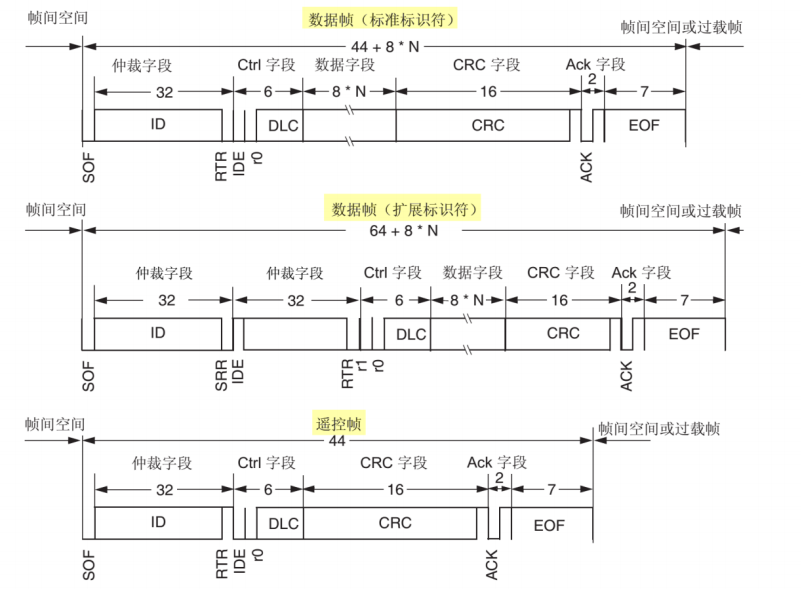 帧间空间
数据帧（标准标识符）
帧间空间或过载帧
44 + 8 * N
仲裁字段
Ctrl 字段
数据字段
CRC 字段
Ack 字段
32
6
8 * N
16
2
7
ID
DLC
CRC
EOF
SOF
RTR
IDE
r0
ACK
帧间空间
数据帧（扩展标识符）
帧间空间或过载帧
64 + 8 * N
仲裁字段
仲裁字段
Ctrl 字段
数据字段
CRC 字段
Ack 字段
32
32
6
8 * N
16
2
7
ID
DLC
CRC
EOF
SOF
SRR
IDE
RTR
r1
r0
ACK
帧间空间
遥控帧
帧间空间或过载帧
44
仲裁字段
Ctrl 字段
CRC 字段
Ack 字段
32
6
16
2
7
ID
DLC
CRC
EOF
SOF
RTR
IDE
r0
ACK